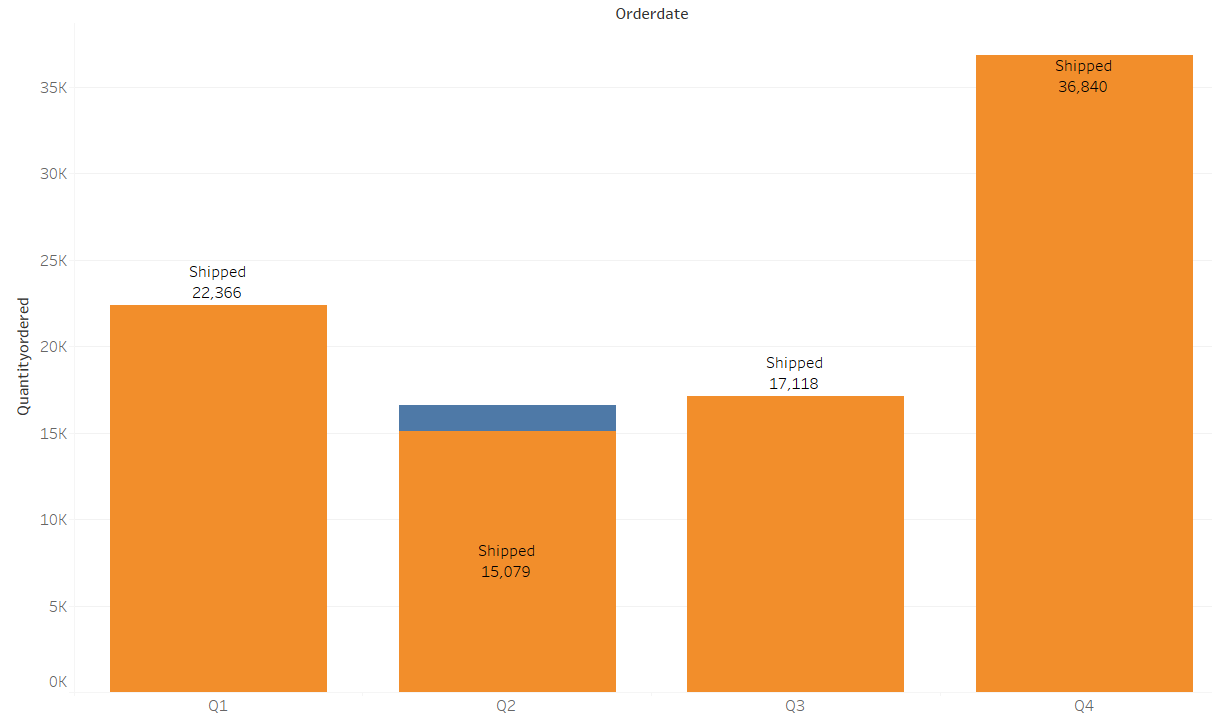 Orderdate
Quantityordered
35K
30K
25K
20K
15K
10K
5K
0K
Shipped
22,366
Shipped
15,079
Shipped
17,118
Shipped
36,840
Q1
Q2
Q3
Q4